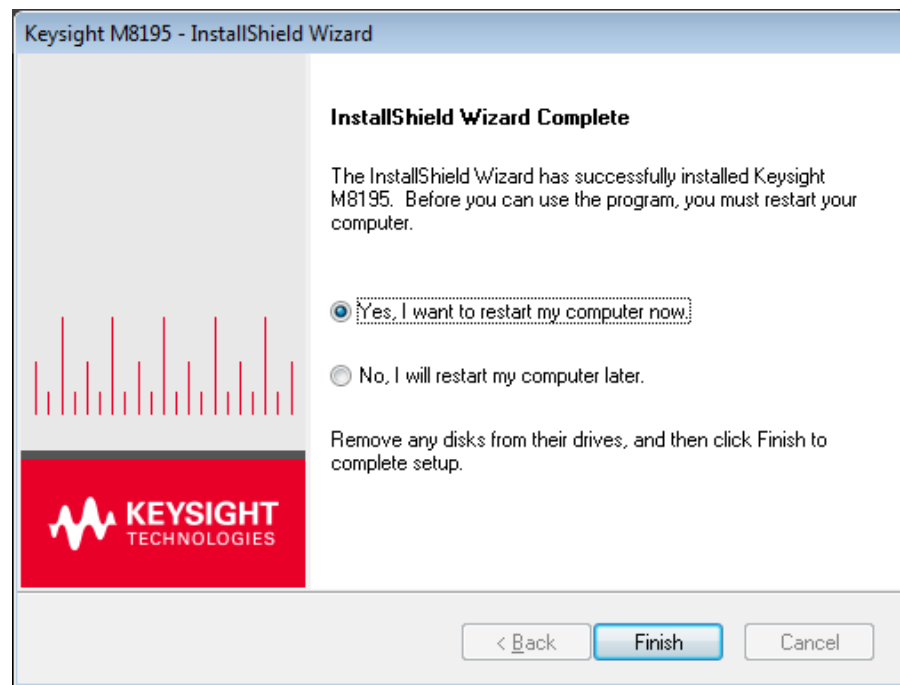 Keysight M8195 - InstallShield Wizard
InstallShield Wizard Complete
The InstallShield Wizard has successfully installed Keysight
M8195. Before you can use the program, you must restart your
computer.
Yes, I want to restart my computer now.
No, I will restart my computer later.
Remove any disks from their drives, and then click Finish to
complete setup.
KEYSIGHT
TECHNOLOGIES
< Back
Finish
Cancel